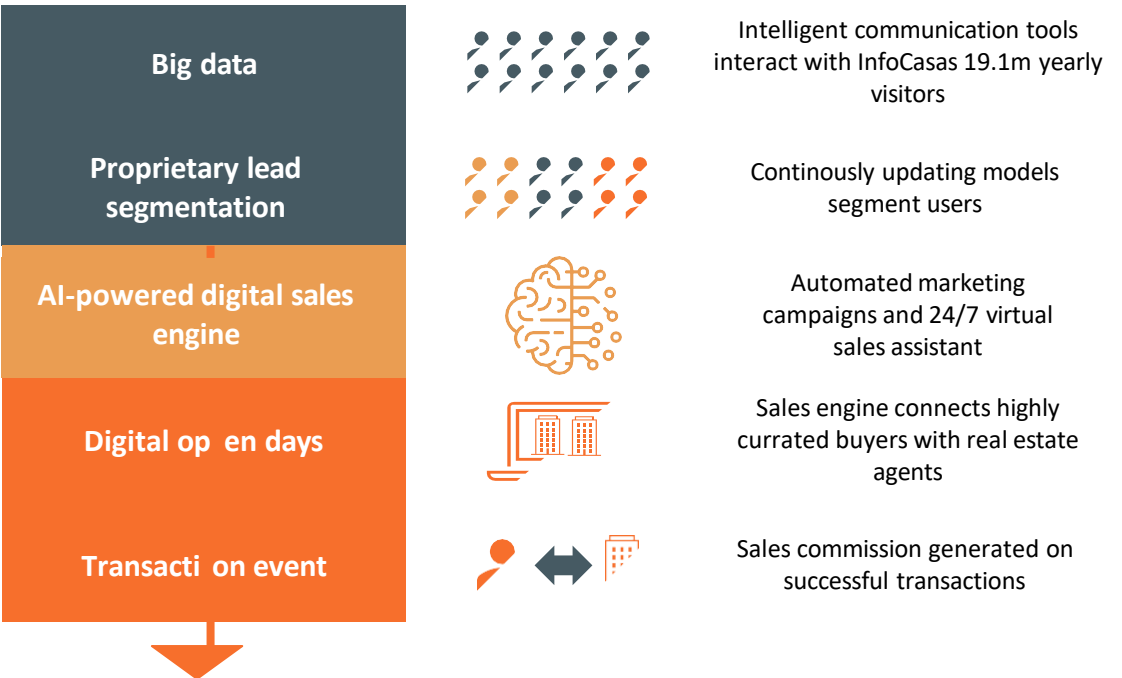 Big data
Intelligent communication tools
interact with InfoCasas 19.1m yearly
visitors
Proprietary lead
segmentation
Continously updating models
segment users
AI-powered digital sales
engine
Automated marketing
campaigns and 24/7 virtual
sales assistant
Digital op en days
Sales engine connects highly
currated buyers with real estate
agents
Transacti on event
Sales commission generated on
successful transactions